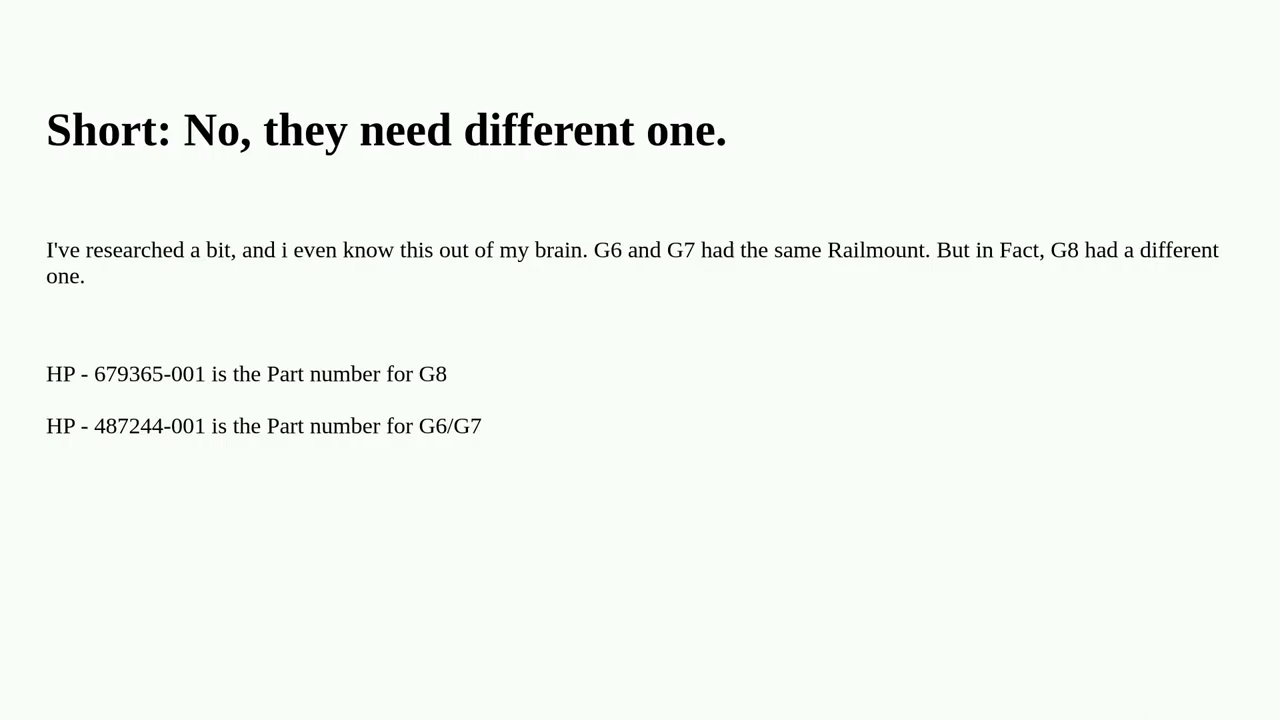 Short: No, they need different one.
I've researched a bit, and i even know this out of my brain. G6 and G7 had the same Railmount. But in Fact, G8 had a different
one.
HP - 679365-001 is the Part number for G8
HP - 487244-001 is the Part number for G6/G7